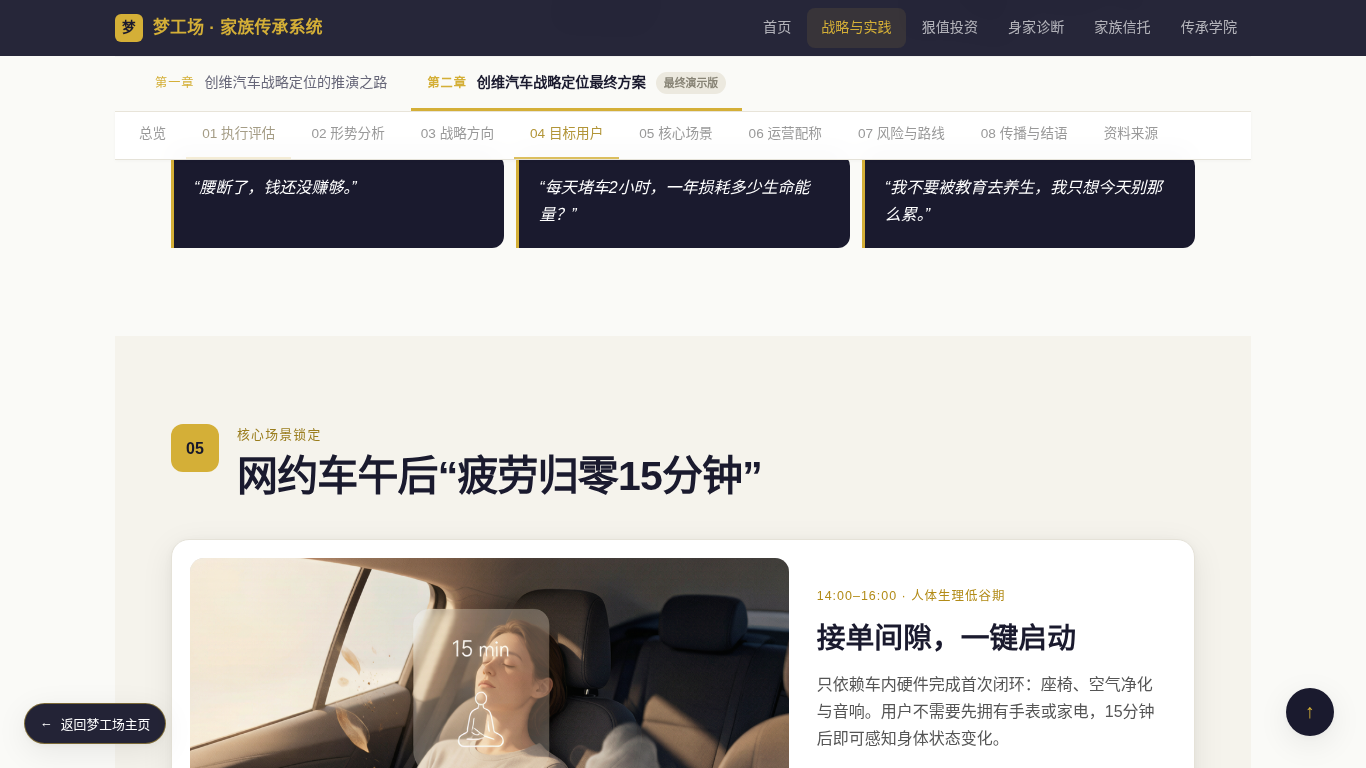 梦 梦工场 · 家族传承系统 首页 战略与实践 狠值投资 身家诊断 家族信托 传承学院
第一章 创维汽车战略定位的推演之路 第二章 创维汽车战略定位最终方案 最终演示版
总览 01 执行评估 02 形势分析 03 战略方向 04 目标用户 05 核心场景 06 运营配称 07 风险与路线 08 传播与结语 资料来源
“腰断了，钱还没赚够。”
“每天堵车2小时，一年损耗多少生命能
量？”
“我不要被教育去养生，我只想今天别那
么累。”
05
核心场景锁定
网约车午后“疲劳归零15分钟”
15 min
14:00–16:00 · 人体生理低谷期
接单间隙，一键启动
只依赖车内硬件完成首次闭环：座椅、空气净化
与音响。用户不需要先拥有手表或家电，15分钟
后即可感知身体状态变化。
← 返回梦工场主页
↑